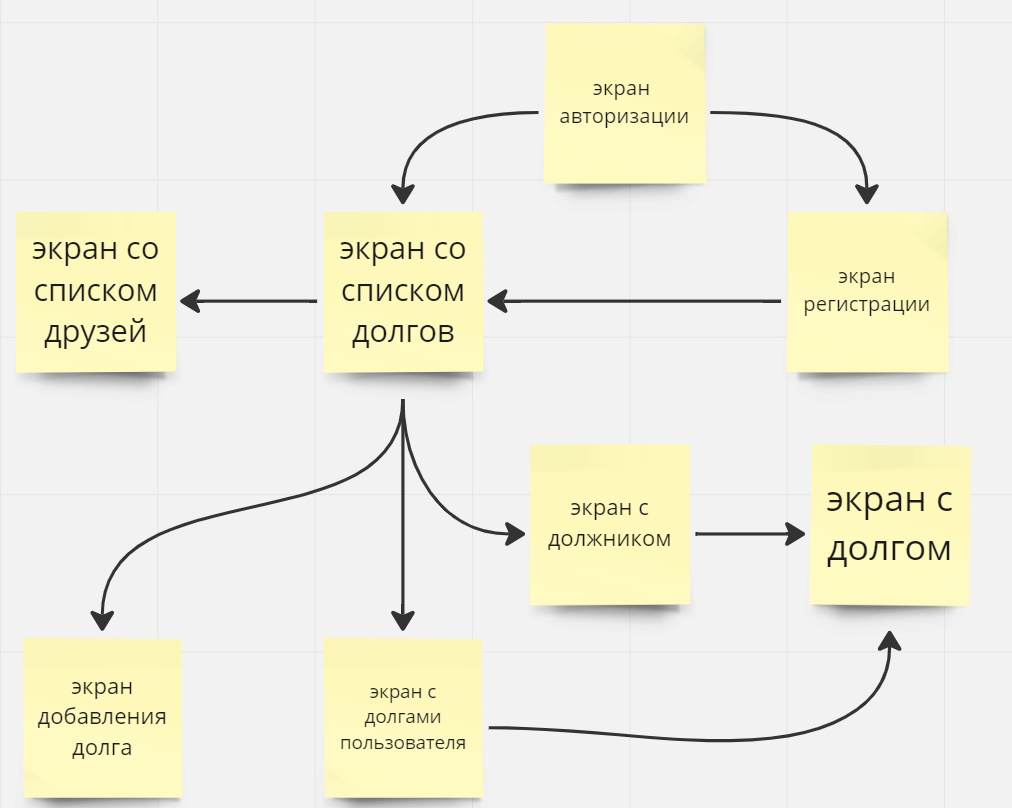 экран
авторизации
экран со
списком
друзей
экран со
списком
долгов
экран
регистрации
экран с
должником
экран с
долгом
экран
добавления
долга
экран с
долгами
пользователя